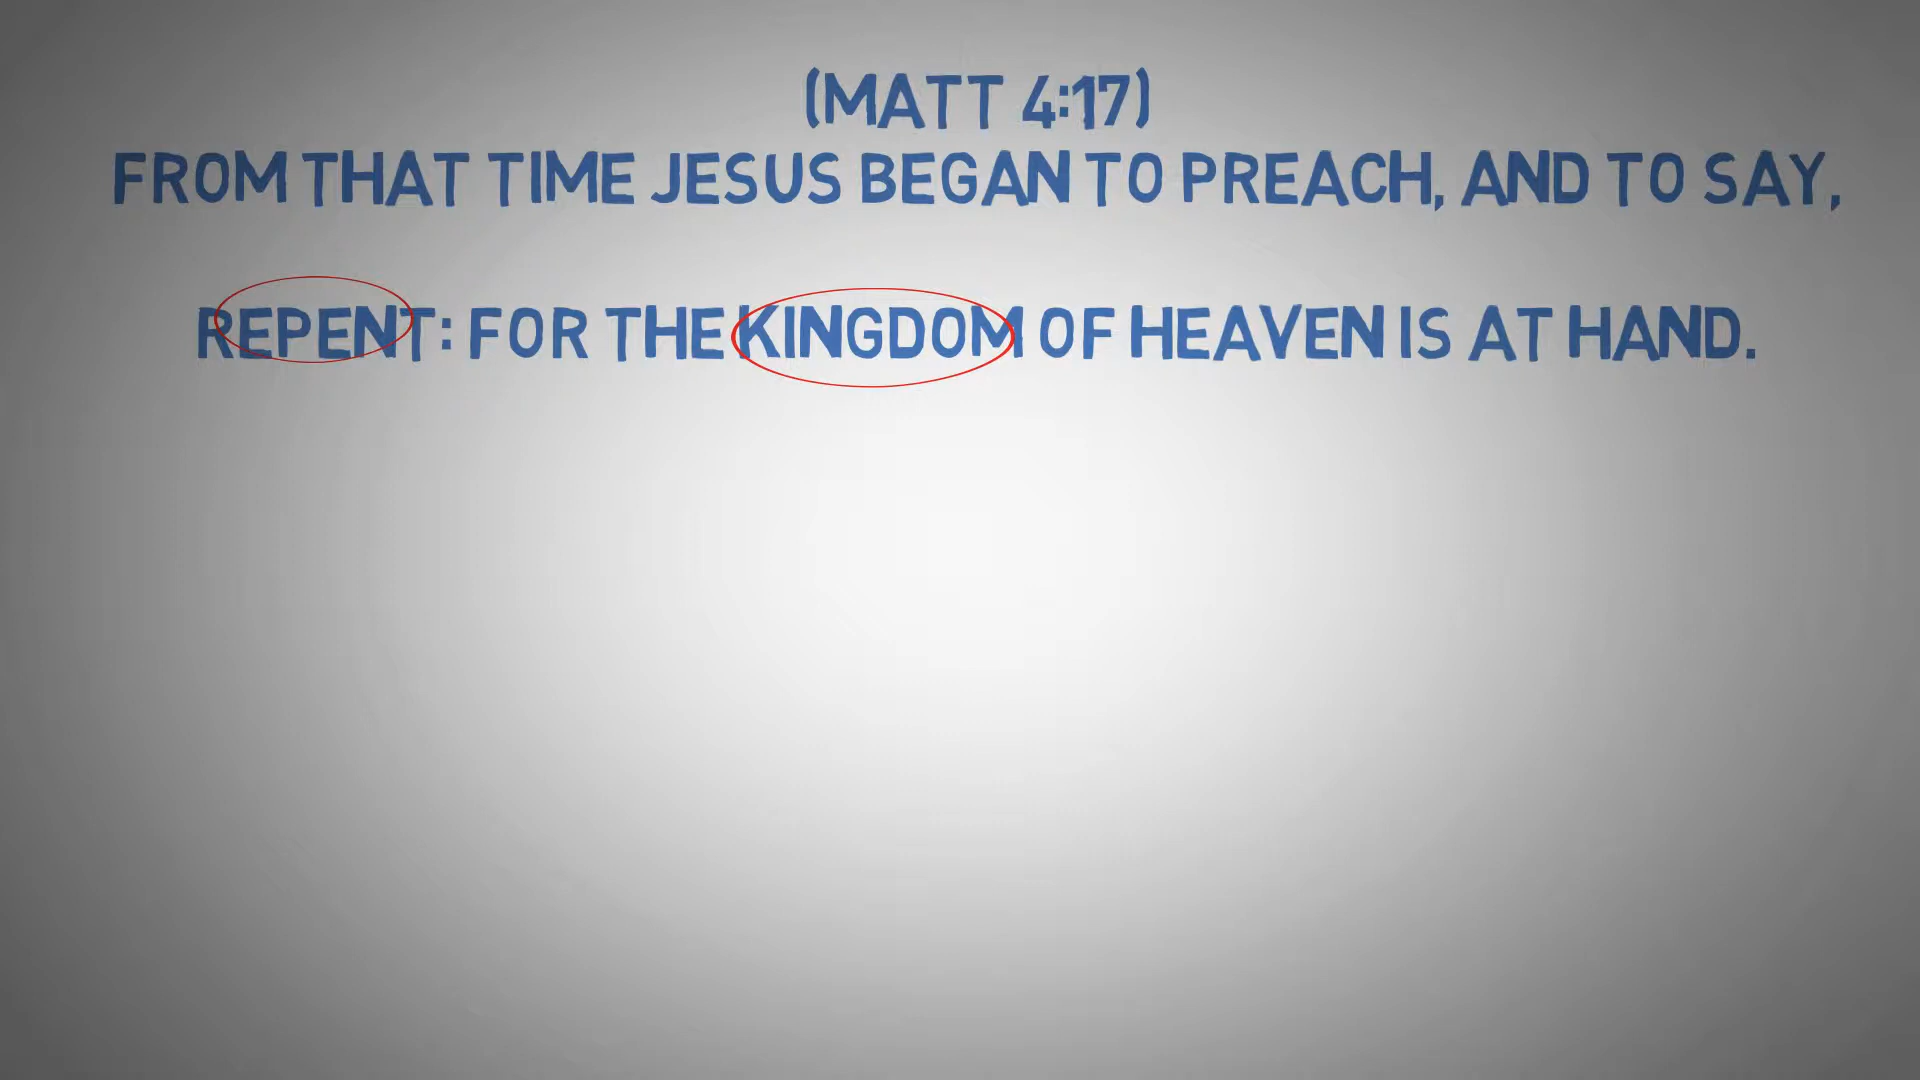 (MATT 4:17)
FROM THAT TIME JESUS BEGAN TO PREACH, AND TO SAY,
REPENT: FOR THE KINGDOM OF HEAVEN IS AT HAND.